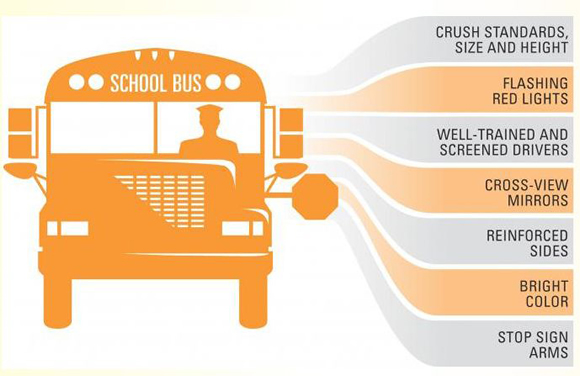 SCHOOL BUS
CRUSH STANDARDS,
SIZE AND HEIGHT
FLASHING
RED LIGHTS
WELL-TRAINED AND
SCREENED DRIVERS
CROSS-VIEW
MIRRORS
REINFORCED
SIDES
BRIGHT
COLOR
STOP SIGN
ARMS